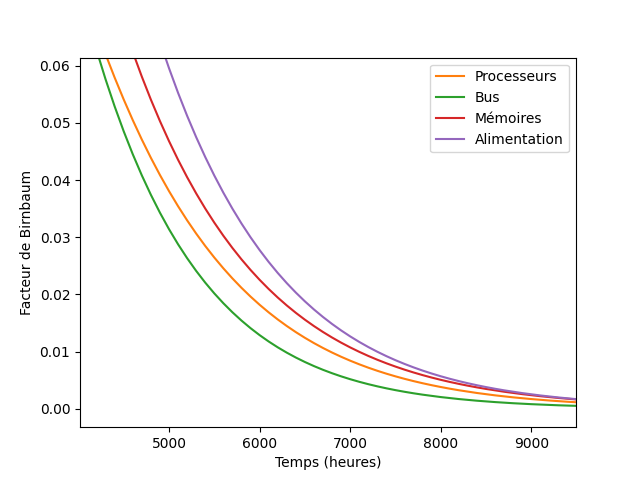 Processeurs
Bus
Mémoires
Alimentation
Facteur de Birnbaum
0.06
0.05
0.04
0.03
0.02
0.01
0.00
5000 6000 7000 8000 9000
Temps (heures)